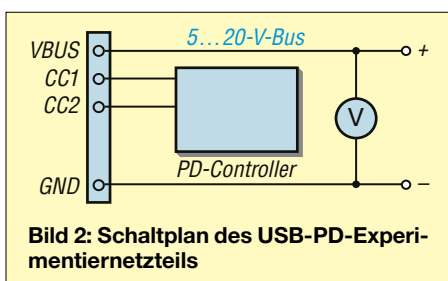 5…20-V-Bus
VBUS
+
CC1
CC2
V
PD-Controller
GND
–
Bild 2: Schaltplan des USB-PD-Experi-
mentiernetzteils